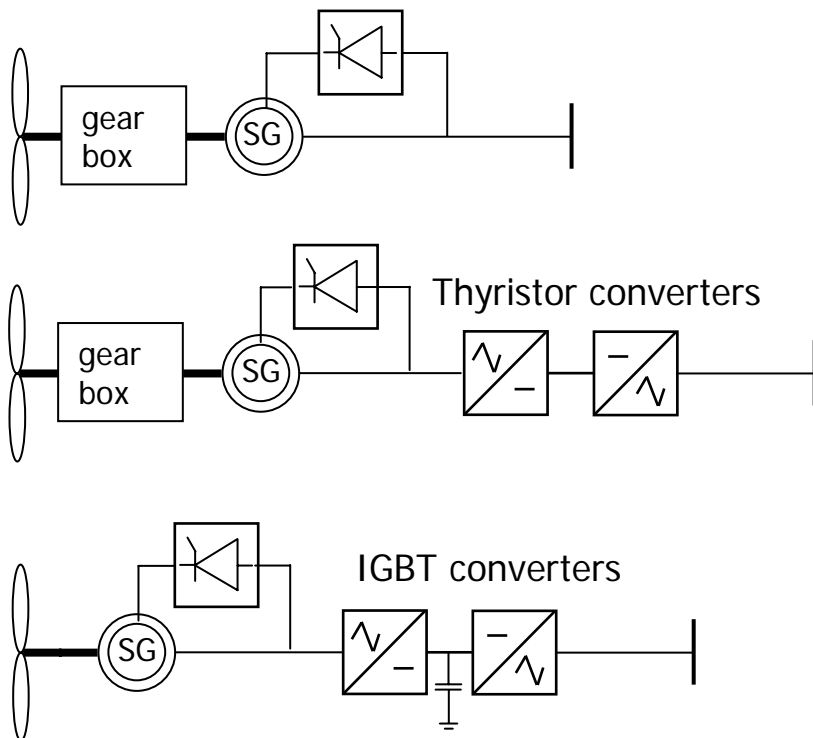 gear
box
SG
Thyristor converters
gear
box
SG
IGBT converters
SG